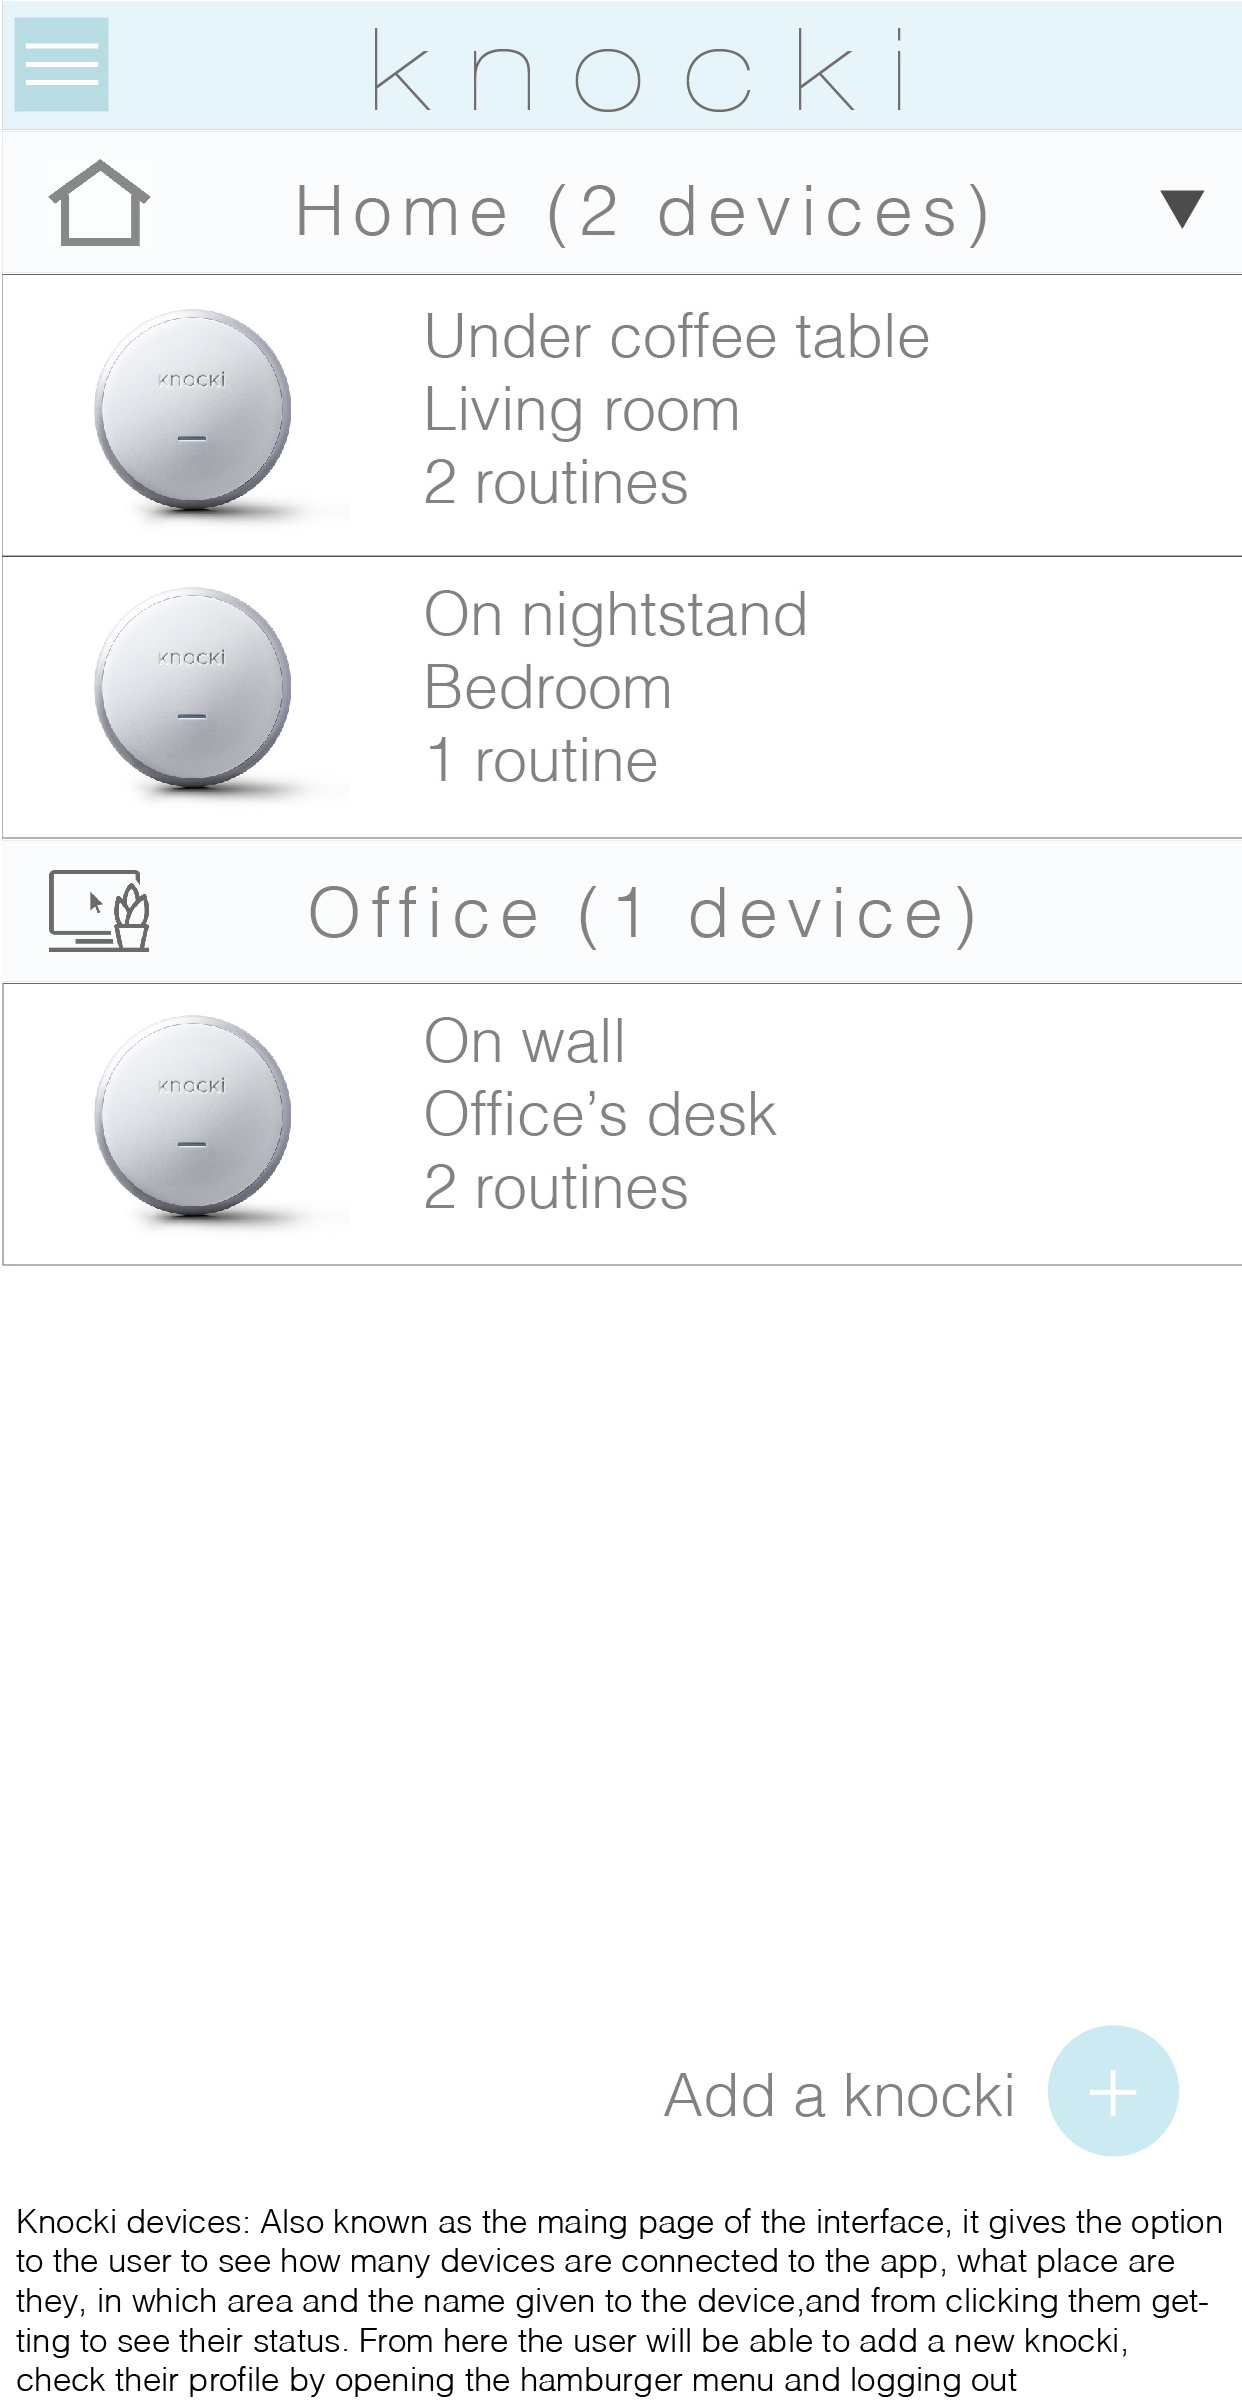 knocki
Home (2 devices)
knocki
Under coffee table
Living room
2 routines
knocki
On nightstand
Bedroom
1 routine
Office (1 device)
knocki
On wall
Office’s desk
2 routines
Add a knocki
Knocki devices: Also known as the maing page of the interface, it gives the option
to the user to see how many devices are connected to the app, what place are
they, in which area and the name given to the device,and from clicking them get-
ting to see their status. From here the user will be able to add a new knocki,
check their profile by opening the hamburger menu and logging out